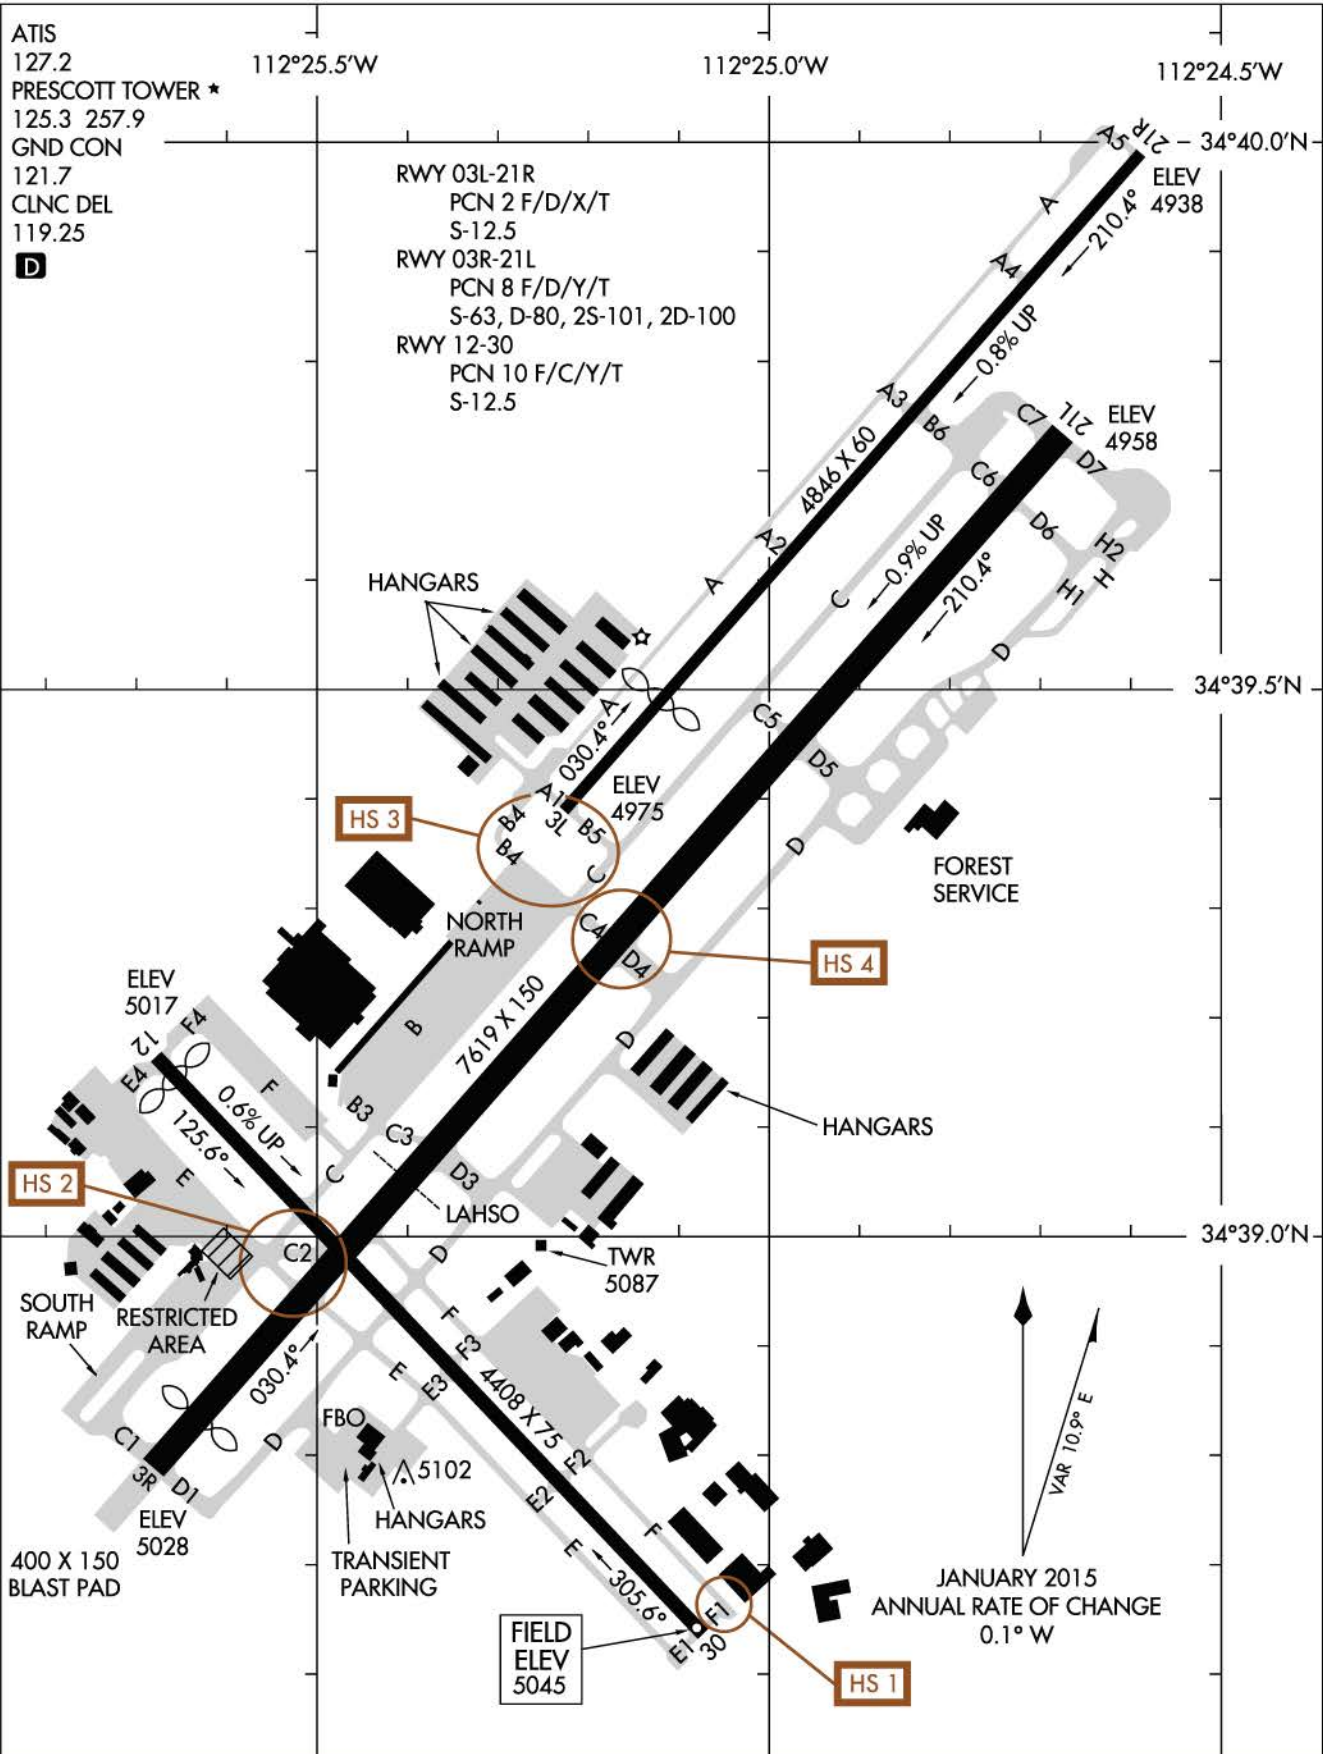 ATIS
127.2
PRESCOTT TOWER
125.3 257.9
GND CON
121.7
CLNC DEL
119.25
D
112°25.5'W
112°25.0'W
112°24.5'W
34°40.0'N
RWY 03L-21R
PCN 2 F/D/X/T
S-12.5
RWY 03R-21L
PCN 8 F/D/Y/T
S-63, D-80, 2S-101, 2D-100
RWY 12-30
PCN 10 F/C/Y/T
S-12.5
A5
21R
ELEV
4938
A
210.4°
A4
0.8% UP
A3
B6
C7
21L
ELEV
4958
D7
C6
4846 X 60
D6
A2
0.9% UP
H2
H
H1
210.4°
HANGARS
A
C
D
34°39.5'N
A
C5
030.4°
D5
A1
ELEV
4975
HS 3
B4
3L
B5
B4
C
D
FOREST
SERVICE
NORTH
RAMP
C4
D4
HS 4
ELEV
5017
12
F4
B
7619 X 150
D
E4
F
0.6% UP
125.6°
B3
C3
HANGARS
HS 2
E
C
D3
LAHSO
34°39.0'N
C2
D
TWR
5087
SOUTH
RAMP
RESTRICTED
AREA
F
F3
030.4°
E
E3
4408 X 75
FBO
C1
D
F2
3R
D1
5102
E2
ELEV
5028
HANGARS
TRANSIENT
PARKING
F
E
305.6°
400 X 150
BLAST PAD
FIELD
ELEV
5045
F1
E1
30
HS 1
VAR 10.9° E
JANUARY 2015
ANNUAL RATE OF CHANGE
0.1° W